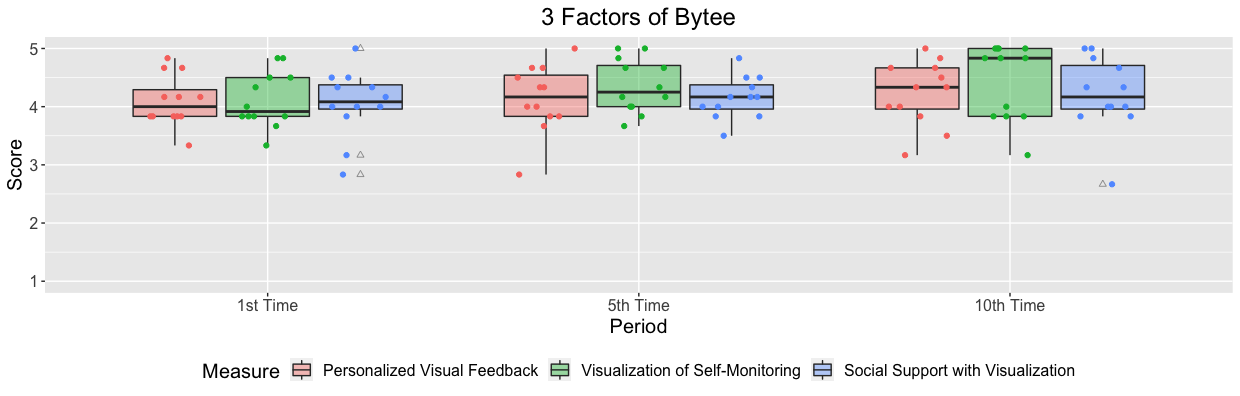 3 Factors of Bytee
5
4
3
2
1
Score
1st Time
5th Time
10th Time
Period
Measure
Personalized Visual Feedback
Visualization of Self-Monitoring
Social Support with Visualization